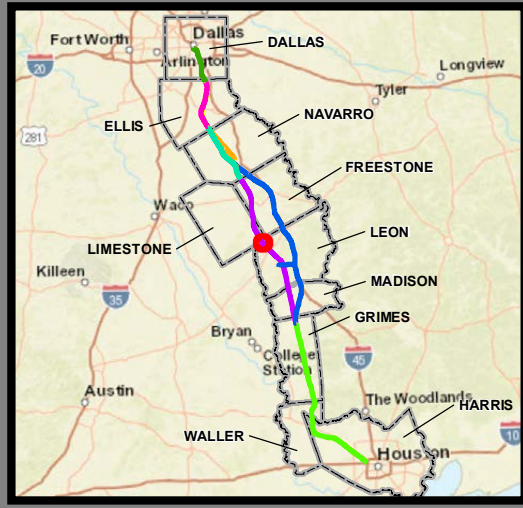 Dallas
Fort Worth
DALLAS
Arlington
Longview
20
Tyler
NAVARRO
ELLIS
281
FREESTONE
Waco
LEON
LIMESTONE
Killeen
MADISON
35
GRIMES
Bryan
College
Station
45
Austin
The Woodlands
HARRIS
WALLER
10
Houston